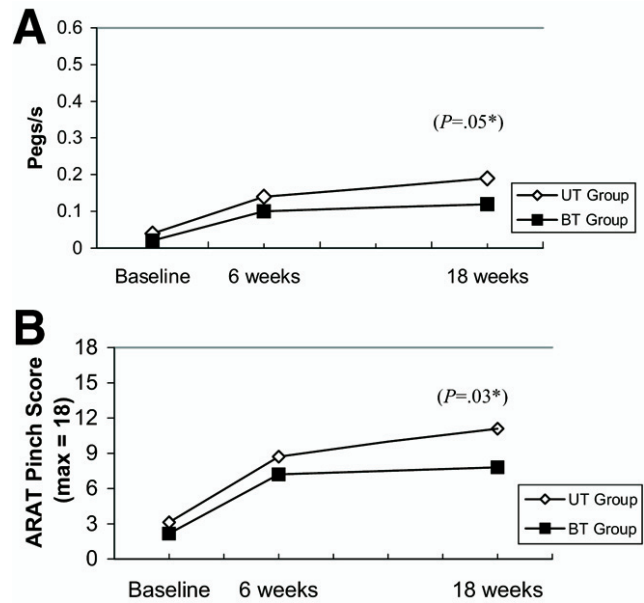 A
0.6
0.5
0.4
0.3
0.2
0.1
0
Pegs/s
(P=.05*)
UT Group
BT Group
Baseline 6 weeks 18 weeks
B
18
15
12
9
6
3
0
ARAT Pinch Score
(max = 18)
(P=.03*)
UT Group
BT Group
Baseline 6 weeks 18 weeks